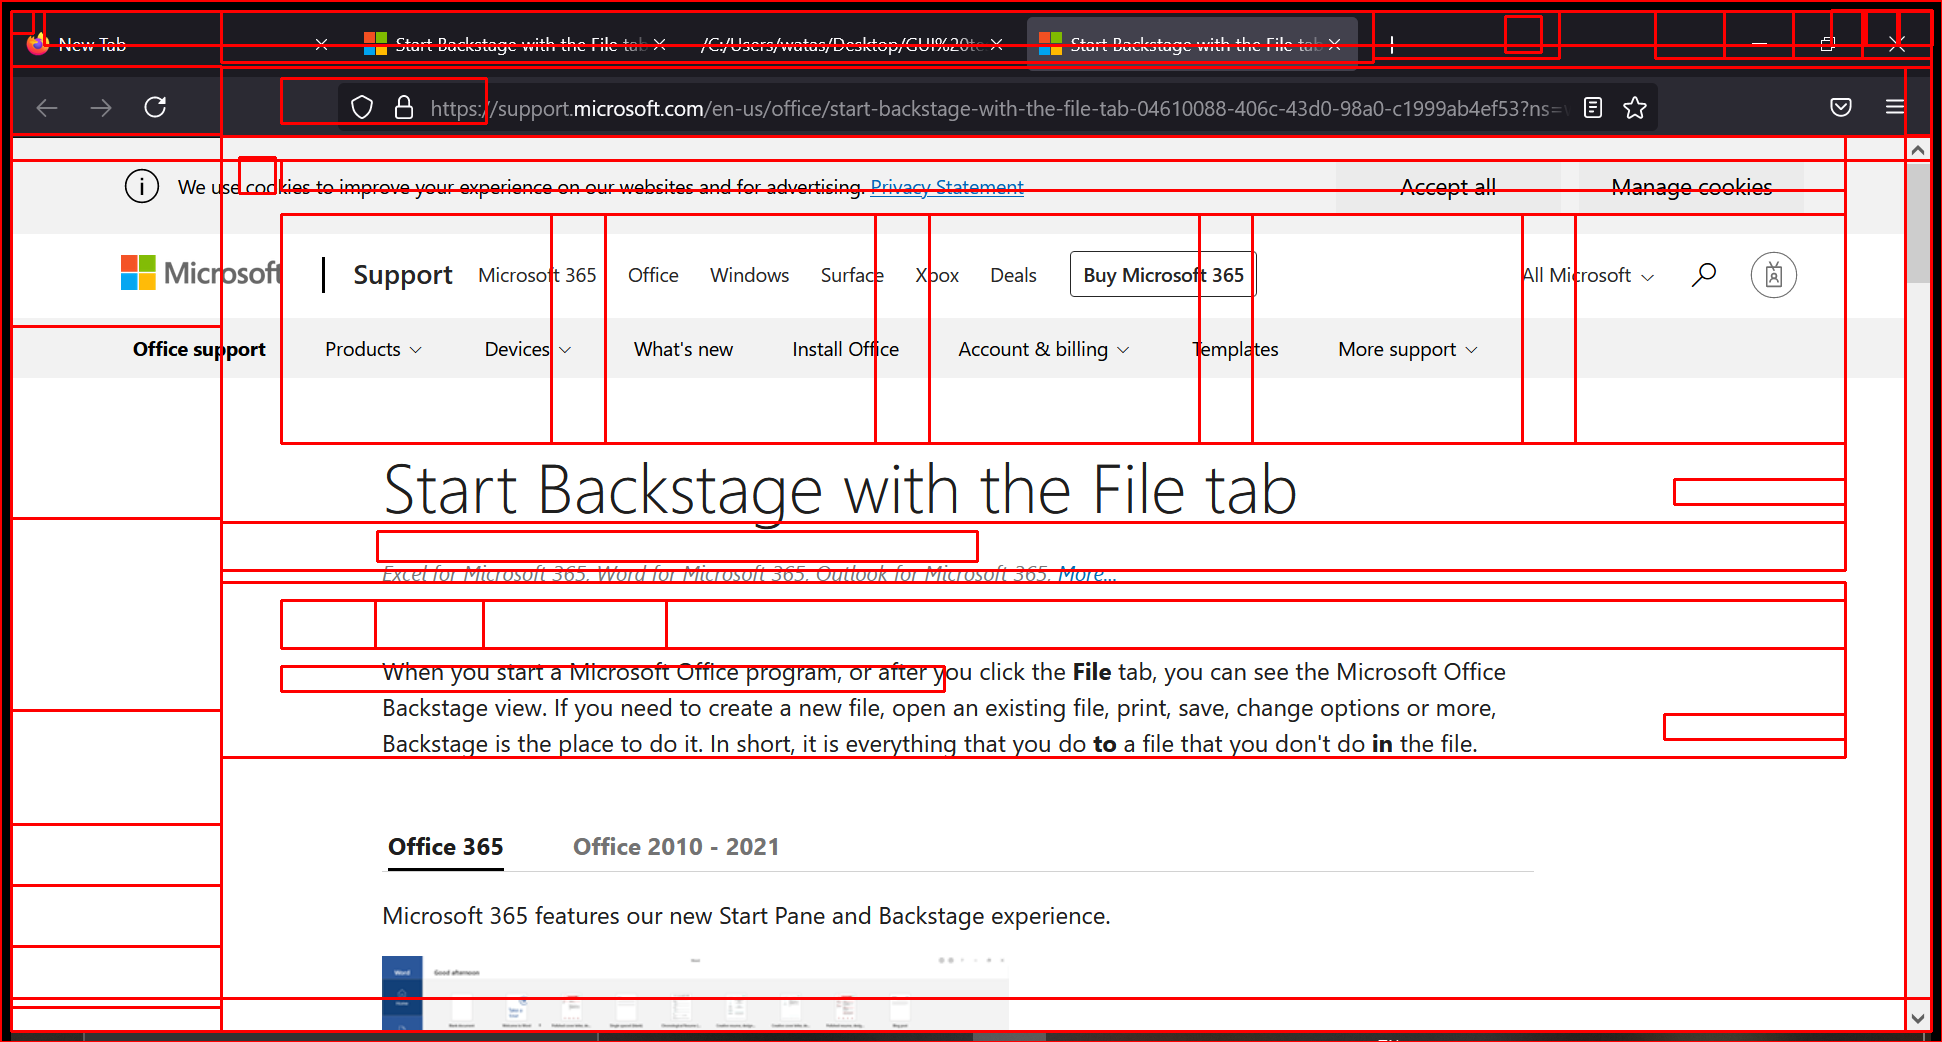 New Tab
Start Backstage with the File tab
/C:/Users/watas/Desktop/GUI%20te
Start Backstage with the File tab
https://support.microsoft.com/en-us/office/start-backstage-with-the-file-tab-04610088-406c-43d0-98a0-c1999ab4ef53?ns=
We use cookies to improve your experience on our websites and for advertising. Privacy Statement
Accept all
Manage cookies
Microsoft
Support
Microsoft 365
Office
Windows
Surface
Xbox
Deals
Buy Microsoft 365
All Microsoft
Office support
Products
Devices
What's new
Install Office
Account & billing
Templates
More support
Start Backstage with the File tab
Excel for Microsoft 365, Word for Microsoft 365, Outlook for Microsoft 365, More...
When you start a Microsoft Office program, or after you click the File tab, you can see the Microsoft Office
Backstage view. If you need to create a new file, open an existing file, print, save, change options or more,
Backstage is the place to do it. In short, it is everything that you do to a file that you don't do in the file.
Office 365
Office 2010 - 2021
Microsoft 365 features our new Start Pane and Backstage experience.
Word
Good afternoon
Home